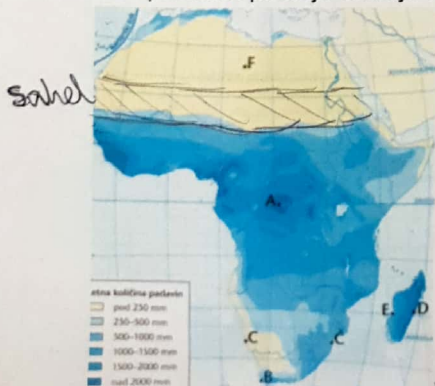 .F
Sahel
A.
E. .D
.C .Č
.B
etna količina padavin
pod 250 mm
250–500 mm
500–1000 mm
1000–1500 mm
1500–2000 mm
nad 2000 mm